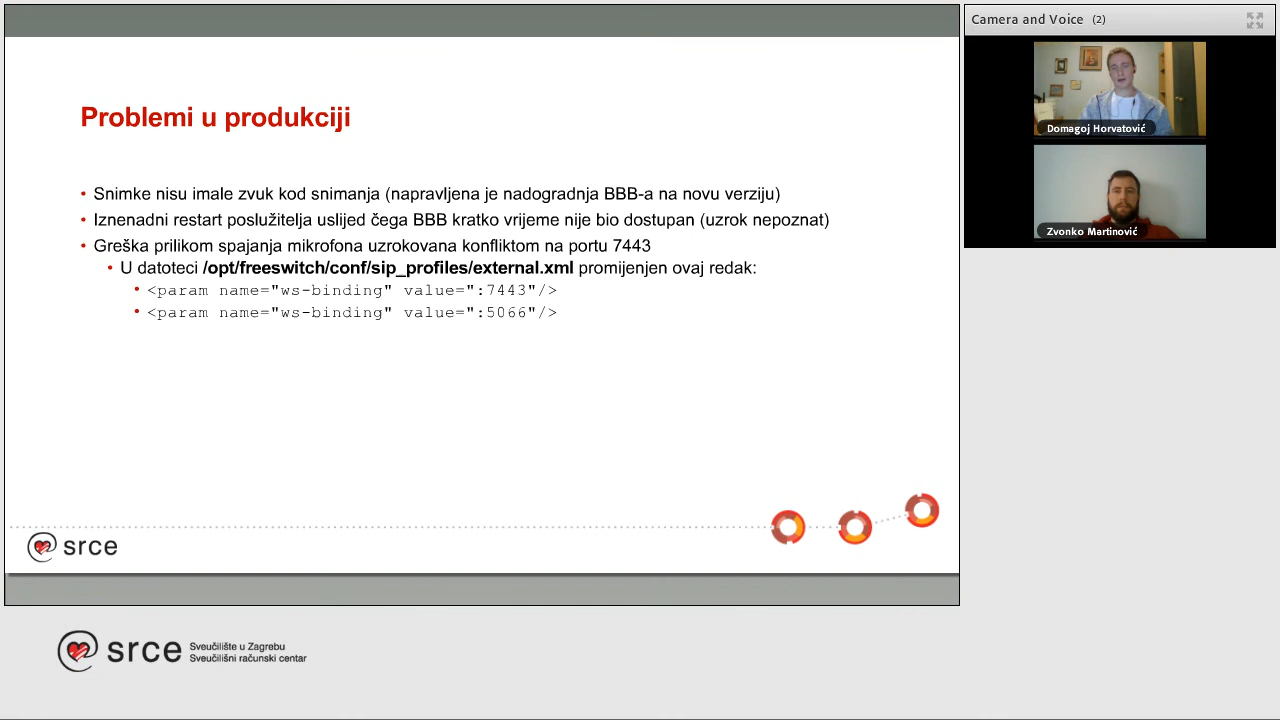 Problemi u produkciji
• Snimke nisu imale zvuk kod snimanja (napravljena je nadogradnja BBB-a na novu verziju)
• Iznenadni restart poslužitelja uslijed čega BBB kratko vrijeme nije bio dostupan (uzrok nepoznat)
• Greška prilikom spajanja mikrofona uzrokovana konfliktom na portu 7443
• U datoteci /opt/freeswitch/conf/sip_profiles/external.xml promijenjen ovaj redak:
• <param name="ws-binding" value=":7443"/>
• <param name="ws-binding" value=":5066"/>
srce
Camera and Voice (2)
Domagoj Horvatović
Zvonko Martinović
srce
Sveučilište u Zagrebu
Sveučilišni računski centar